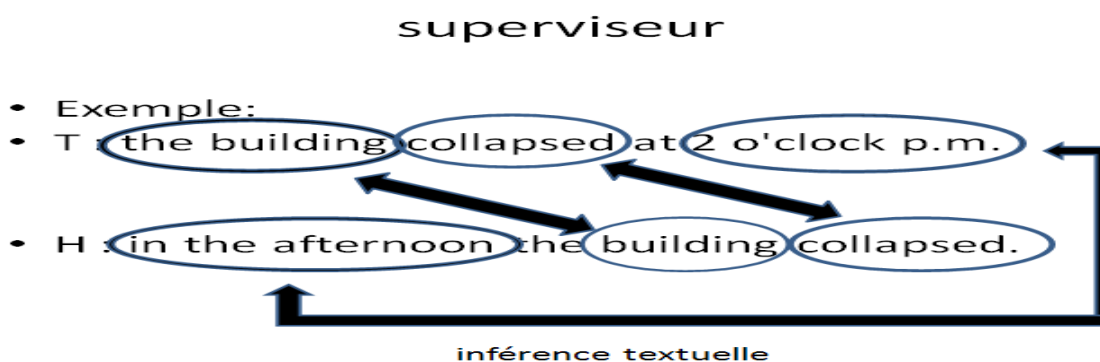 superviseur
• Exemple:
• T : the building collapsed at 2 o'clock p.m.
• H : in the afternoon the building collapsed.
inférence textuelle